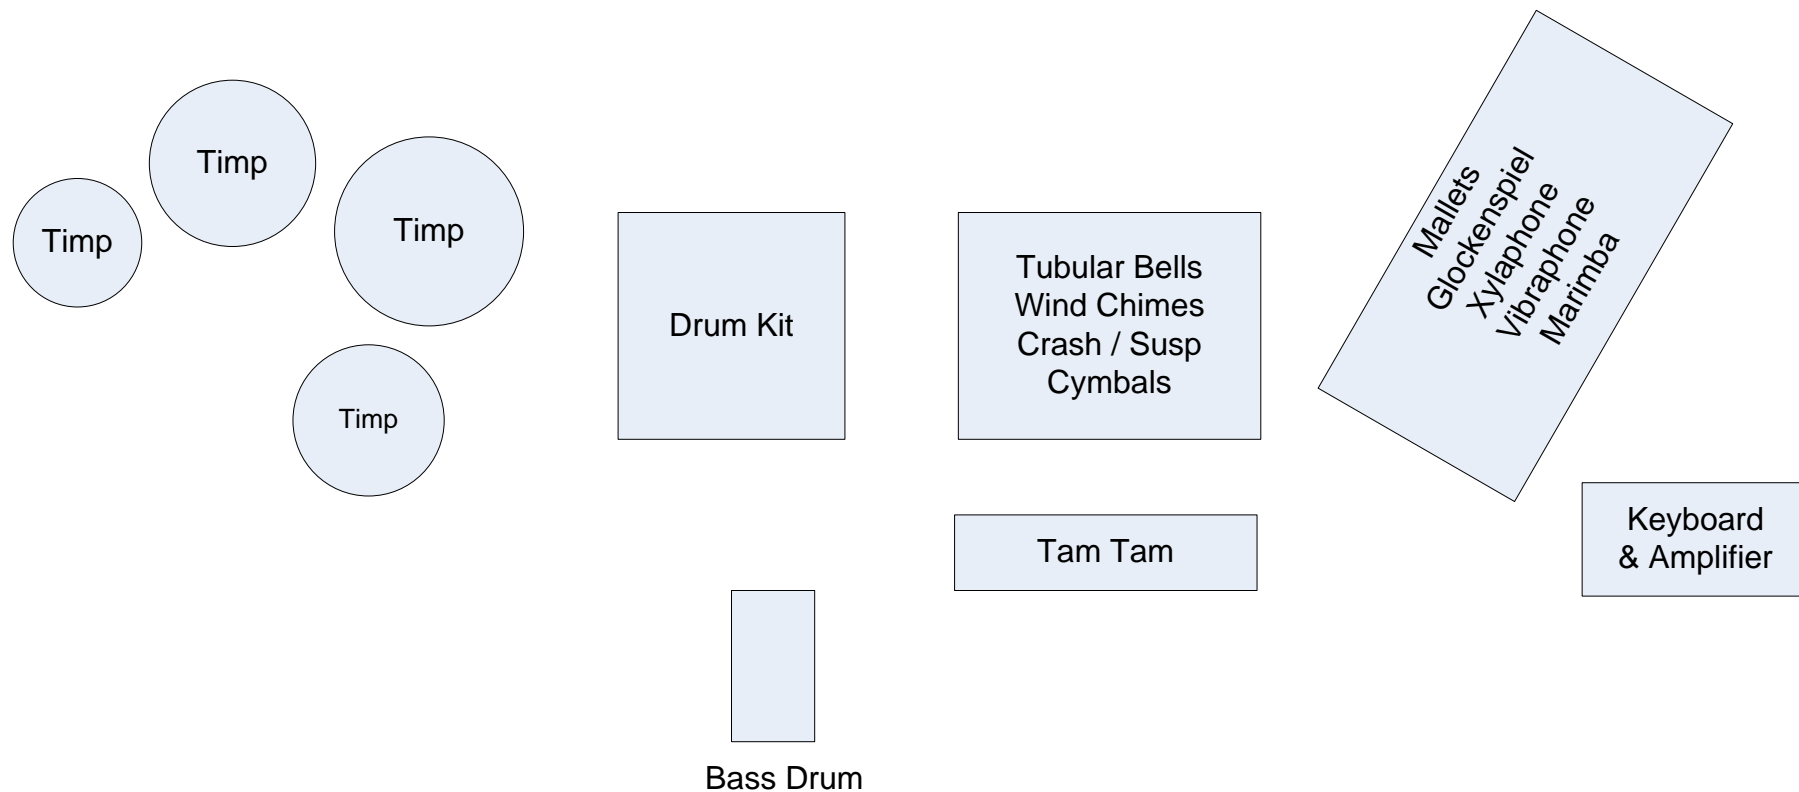 Timp
Timp
Timp
Timp
Drum Kit
Tubular Bells
Wind Chimes
Crash / Susp
Cymbals
Mallets
Glockenspiel
Xylaphone
Vibraphone
Marimba
Tam Tam
Keyboard
& Amplifier
Bass Drum